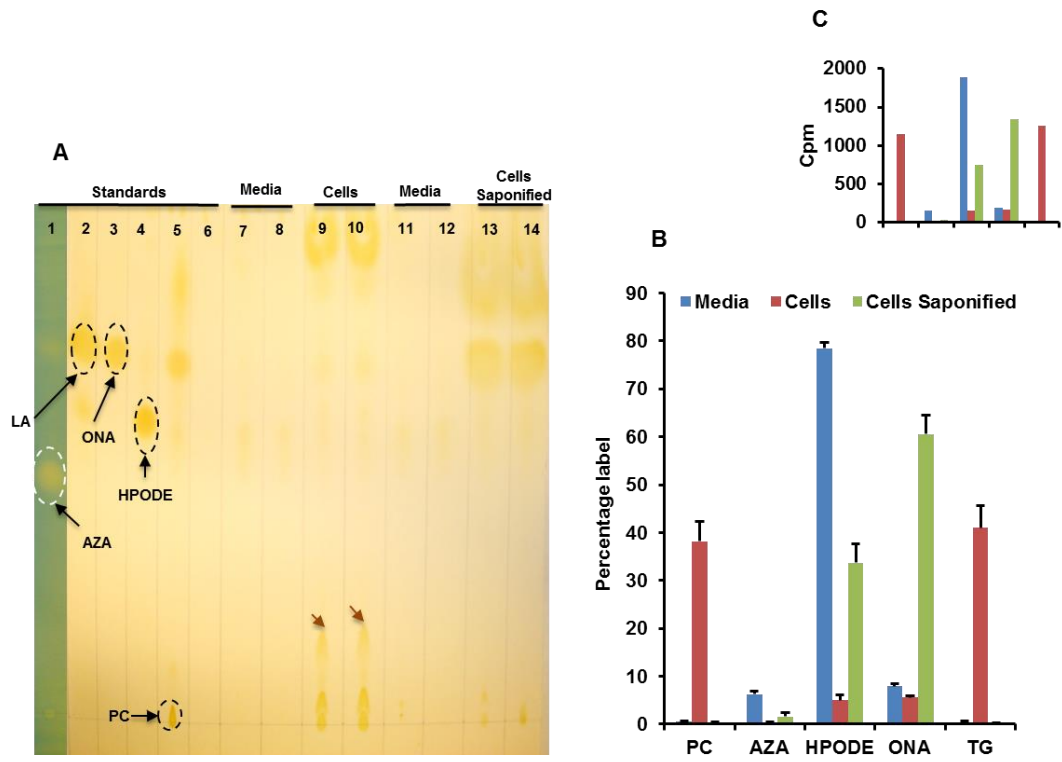 A
Standards
Media
Cells
Media
Cells
Saponified
1 2 3 4 5 6 7 8 9 10 11 12 13 14
LA
ONA
HPODE
AZA
PC
C
Cpm
2000
1500
1000
500
0
B
Percentage label
90
80
70
60
50
40
30
20
10
0
Media Cells Cells Saponified
PC AZA HPODE ONA TG